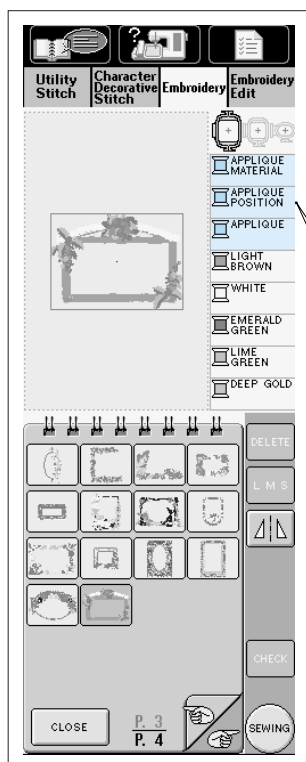 Utility
Stitch
Character
Decorative
Stitch
Embroidery
Embroidery
Edit
APPLIQUE
MATERIAL
APPLIQUE
POSITION
APPLIQUE
LIGHT
BROWN
WHITE
EMERALD
GREEN
LIME
GREEN
DEEP GOLD
DELETE
L M S
CHECK
CLOSE
P. 3
P. 4
SEWING